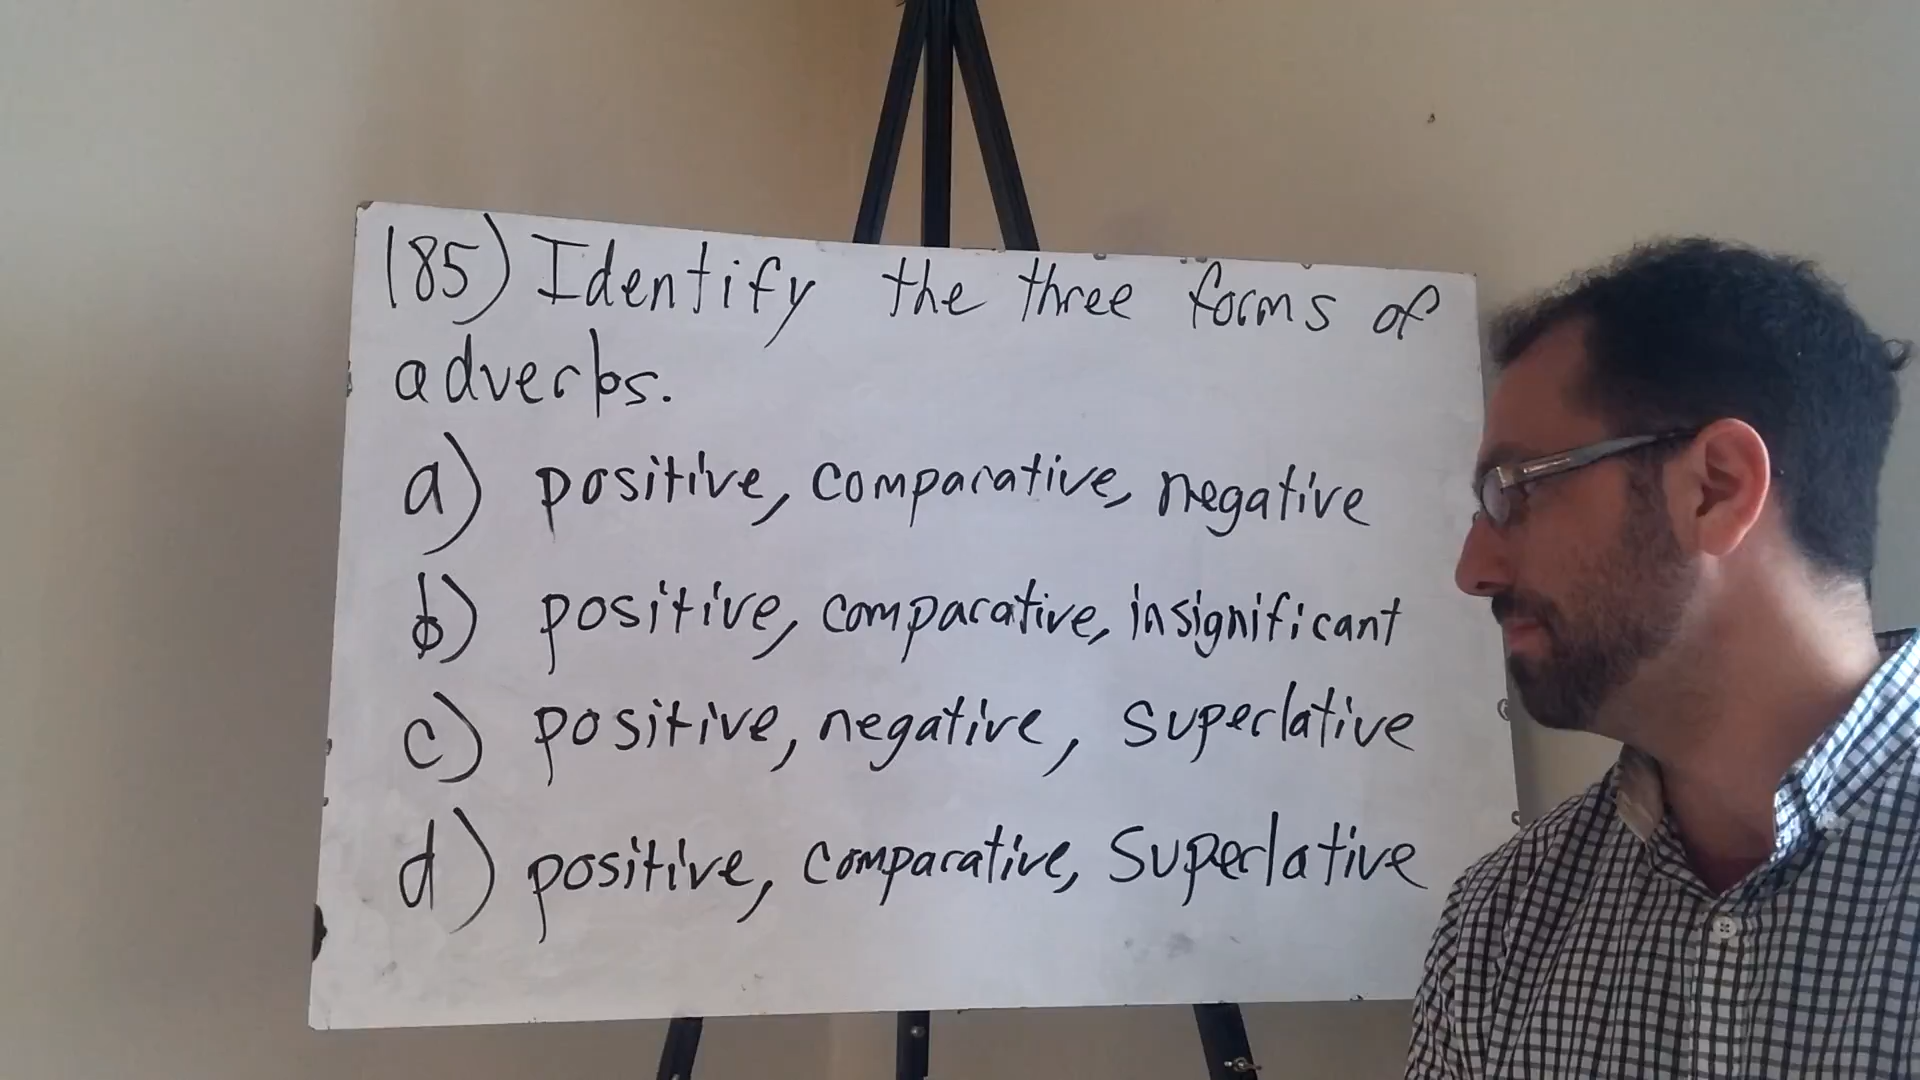 185) Identify the three forms of
adverbs.
a) positive, comparative, negative
b) positive, comparative, insignificant
c) positive, negative, superlative
d) positive, comparative, superlative